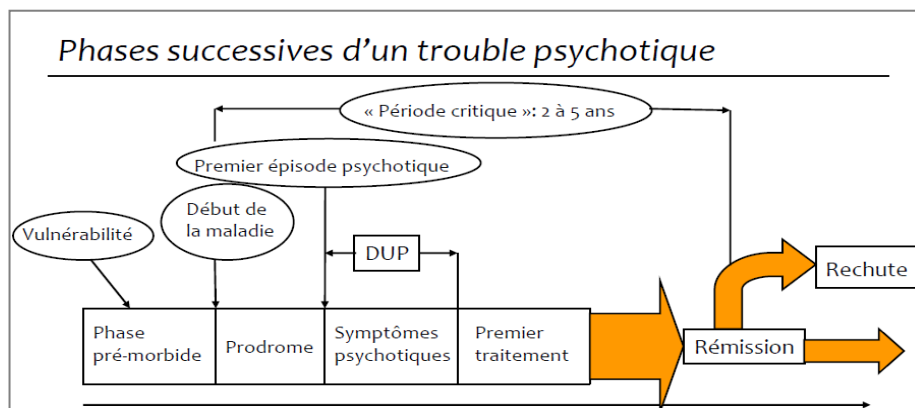 Phases successives d'un trouble psychotique
« Période critique »: 2 à 5 ans
Premier épisode psychotique
Début de
la maladie
Vulnérabilité
DUP
Rechute
Phase
pré-morbide
Prodrome
Symptômes
psychotiques
Premier
traitement
Rémission